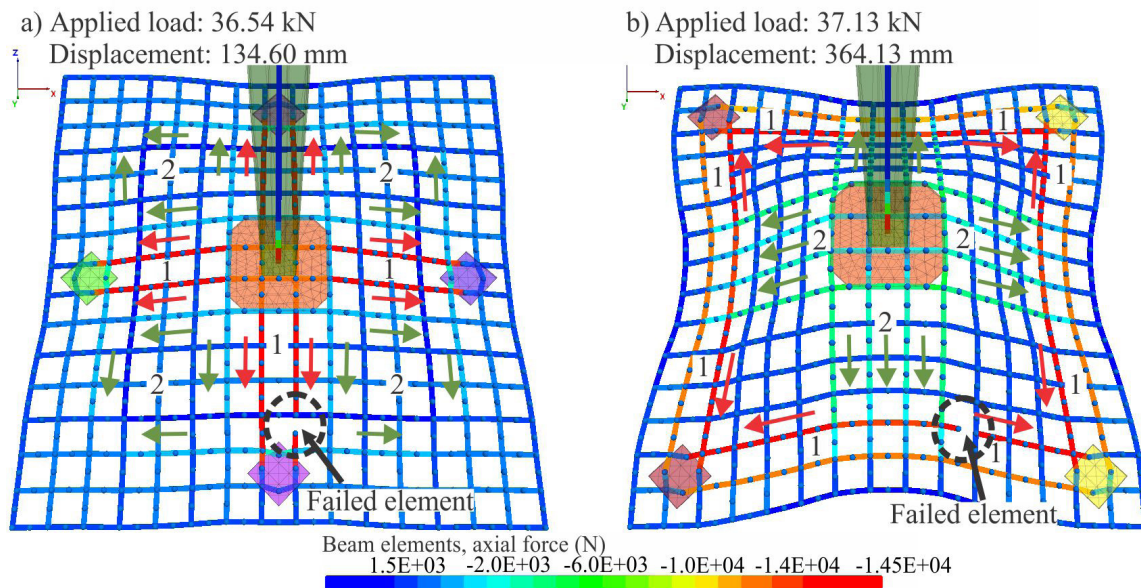 a) Applied load: 36.54 kN
Displacement: 134.60 mm
b) Applied load: 37.13 kN
Displacement: 364.13 mm
z
x
Y
2
2
1
1
1
2
2
Failed element
x
Y
1
1
1
1
2
2
2
1
1
1
1
Failed element
Beam elements, axial force (N)
1.5E+03 -2.0E+03 -6.0E+03 -1.0E+04 -1.4E+04 -1.45E+04